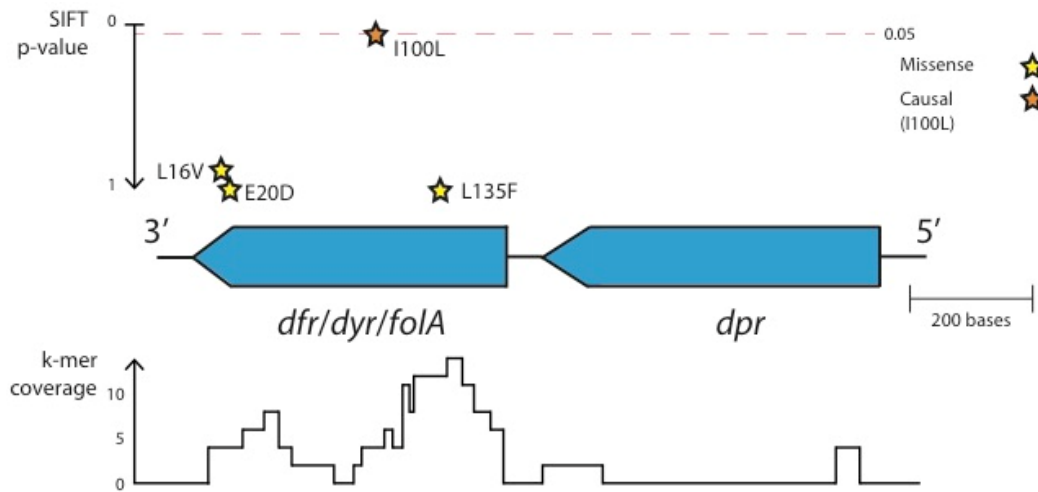 SIFT
p-value
0
I100L
0.05
Missense
Causal
(I100L)
L16V
1
E20D
L135F
3’
5’
dfr/dyr/folA
dpr
200 bases
k-mer
coverage
10
5
0